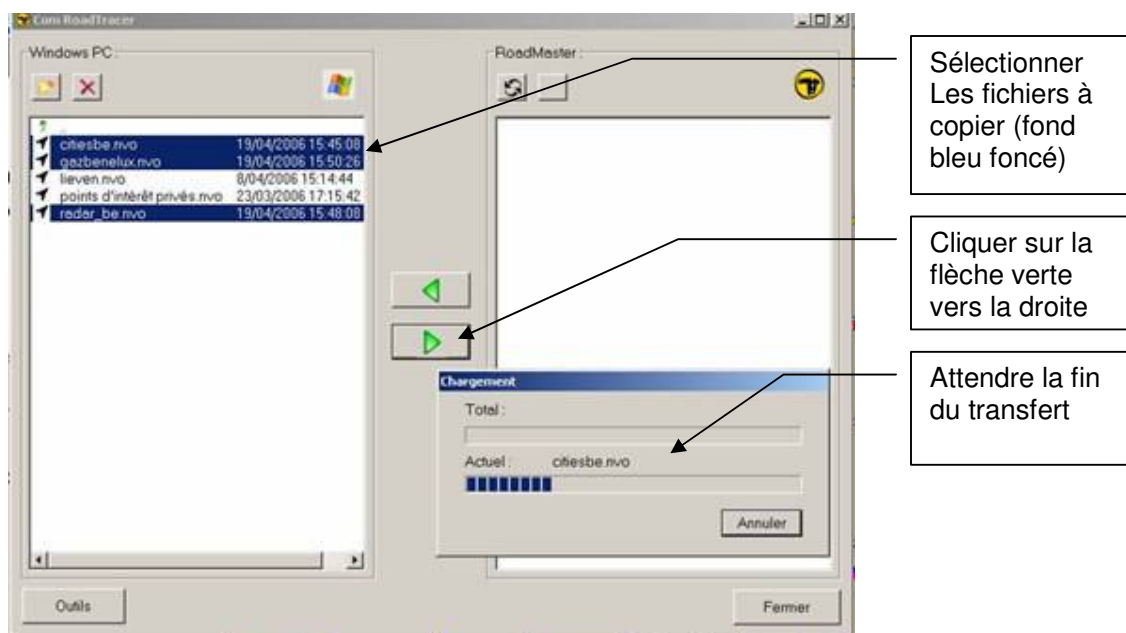 Com RoadTracer
Windows PC :
RoadMaster :
citiesbe.nvo 19/04/2006 15:45:08
gazbenelux.nvo 19/04/2006 15:50:26
lieven.nvo 8/04/2006 15:14:44
points d'intérêt privés.nvo 23/03/2006 17:15:42
radar_be.nvo 19/04/2006 15:48:08
Chargement
Total :
Actuel : citiesbe.nvo
Annuler
Outils
Fermer
Sélectionner
Les fichiers à
copier (fond
bleu foncé)
Cliquer sur la
flèche verte
vers la droite
Attendre la fin
du transfert